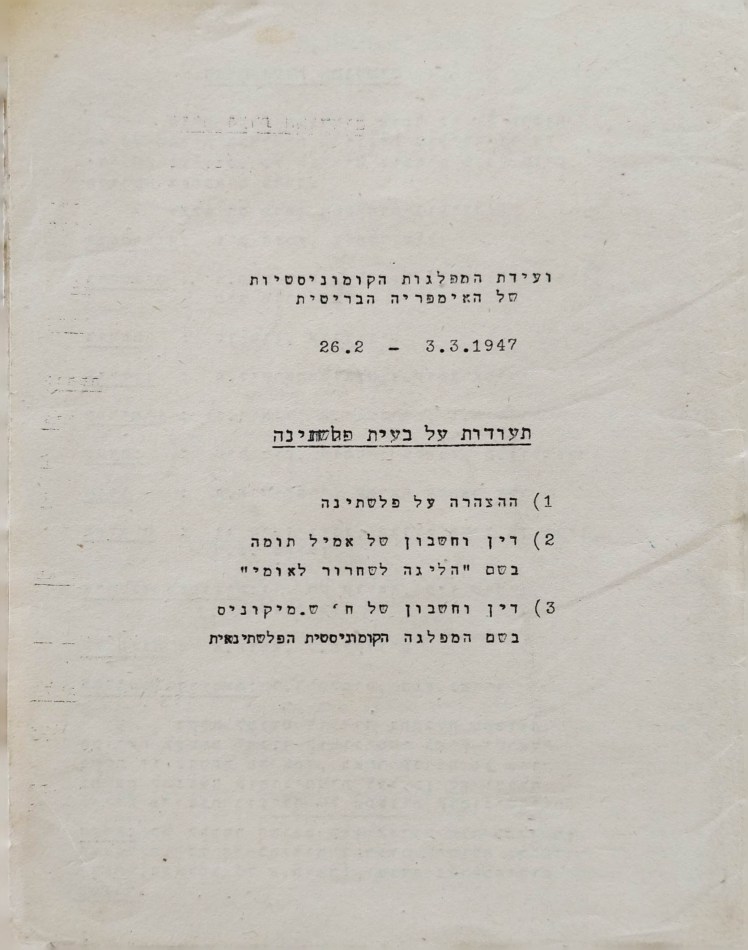 ועידת המפלגות הקומוניסטיות
של האימפריה הבריטית
26.2 – 3.3.1947
תעודות על בעית פלשתינה
1) ההצהרה על פלשתינה
2) דין וחשבון של אמיל תומה
בשם "הליגה לשחרור לאומי"
3) דין וחשבון של ח' ש.מיקוניס
בשם המפלגה הקומוניסטית הפלשתינאית